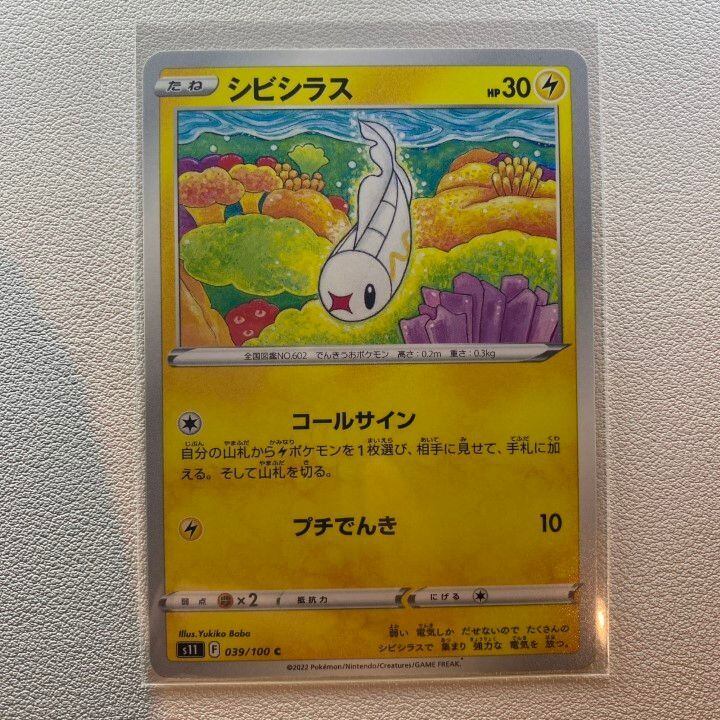 たね シビシラス HP30
全国図鑑NO.602 でんきうおポケモン 高さ:0.2m 重さ:0.3kg
コールサイン
自分の山札からポケモンを1枚選び、相手に見せて、手札に加
える。そして山札を切る。
プチでんき 10
弱点 ×2 抵抗力 にげる
Illus.Yukiko Baba
弱い 電気しか だせないので たくさんの
シビシラスで 集まり 強力な 電気を 放つ。
s11 F 039/100 C
©2022 Pokémon/Nintendo/Creatures/GAME FREAK.